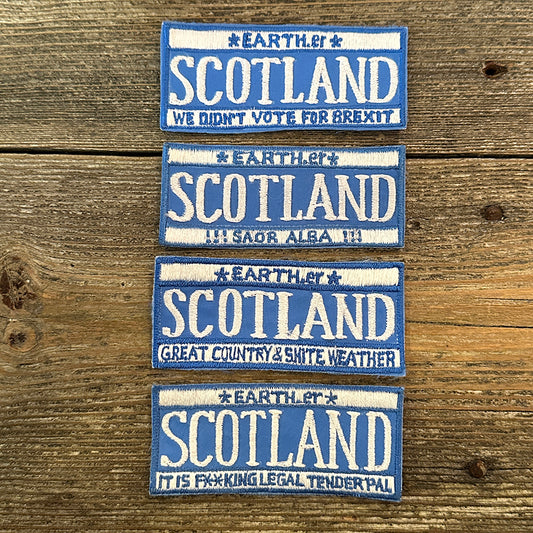 *EARTH.er*
SCOTLAND
WE DIDN'T VOTE FOR BREXIT
*EARTH.er*
SCOTLAND
!!! SAOR ALBA !!!
*EARTH.er*
SCOTLAND
GREAT COUNTRY & SHITE WEATHER
*EARTH.er*
SCOTLAND
IT IS F**KING LEGAL TENDER PAL